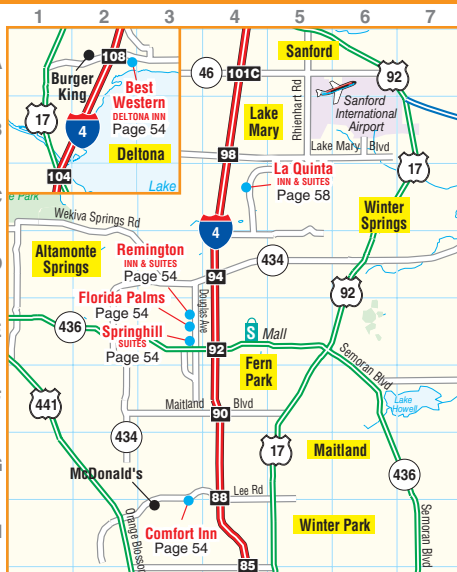 1 2 3 4 5 6 7
108
Burger
King
Best
Western
DELTONA INN
Page 54
17
4
Deltona
104
Lake
e Park
46
101C
Sanford
92
Rhienhart Rd
Sanford
International
Airport
Lake
Mary
98
Lake Mary Blvd
17
La Quinta
INN & SUITES
Page 58
Winter
Springs
Wekiva Springs Rd
4
Altamonte
Springs
Remington
INN & SUITES
Page 54
434
94
Florida Palms
Page 54
Douglas Ave
92
436
Springhill
SUITES
Page 54
S
Mall
92
Fern
Park
Semoran Blvd
441
Maitland Blvd
90
Lake
Howell
434
17
Maitland
436
McDonald's
88
Lee Rd
Orange Blosso
Comfort Inn
Page 54
Winter Park
Semoran Blvd
85